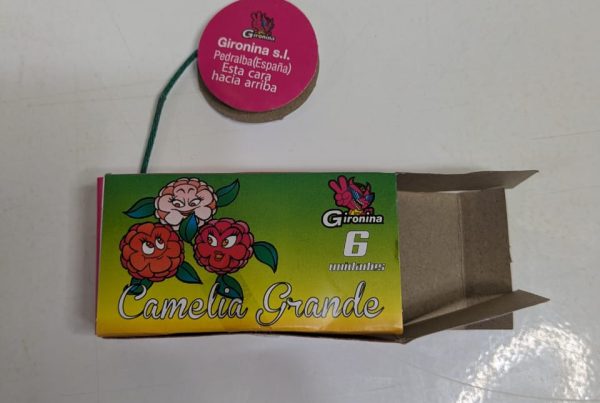 Gironina
Gironina s.l.
Pedralba(España)
Esta cara
hacia arriba
Gironina
6
unidades
Camelia Grande